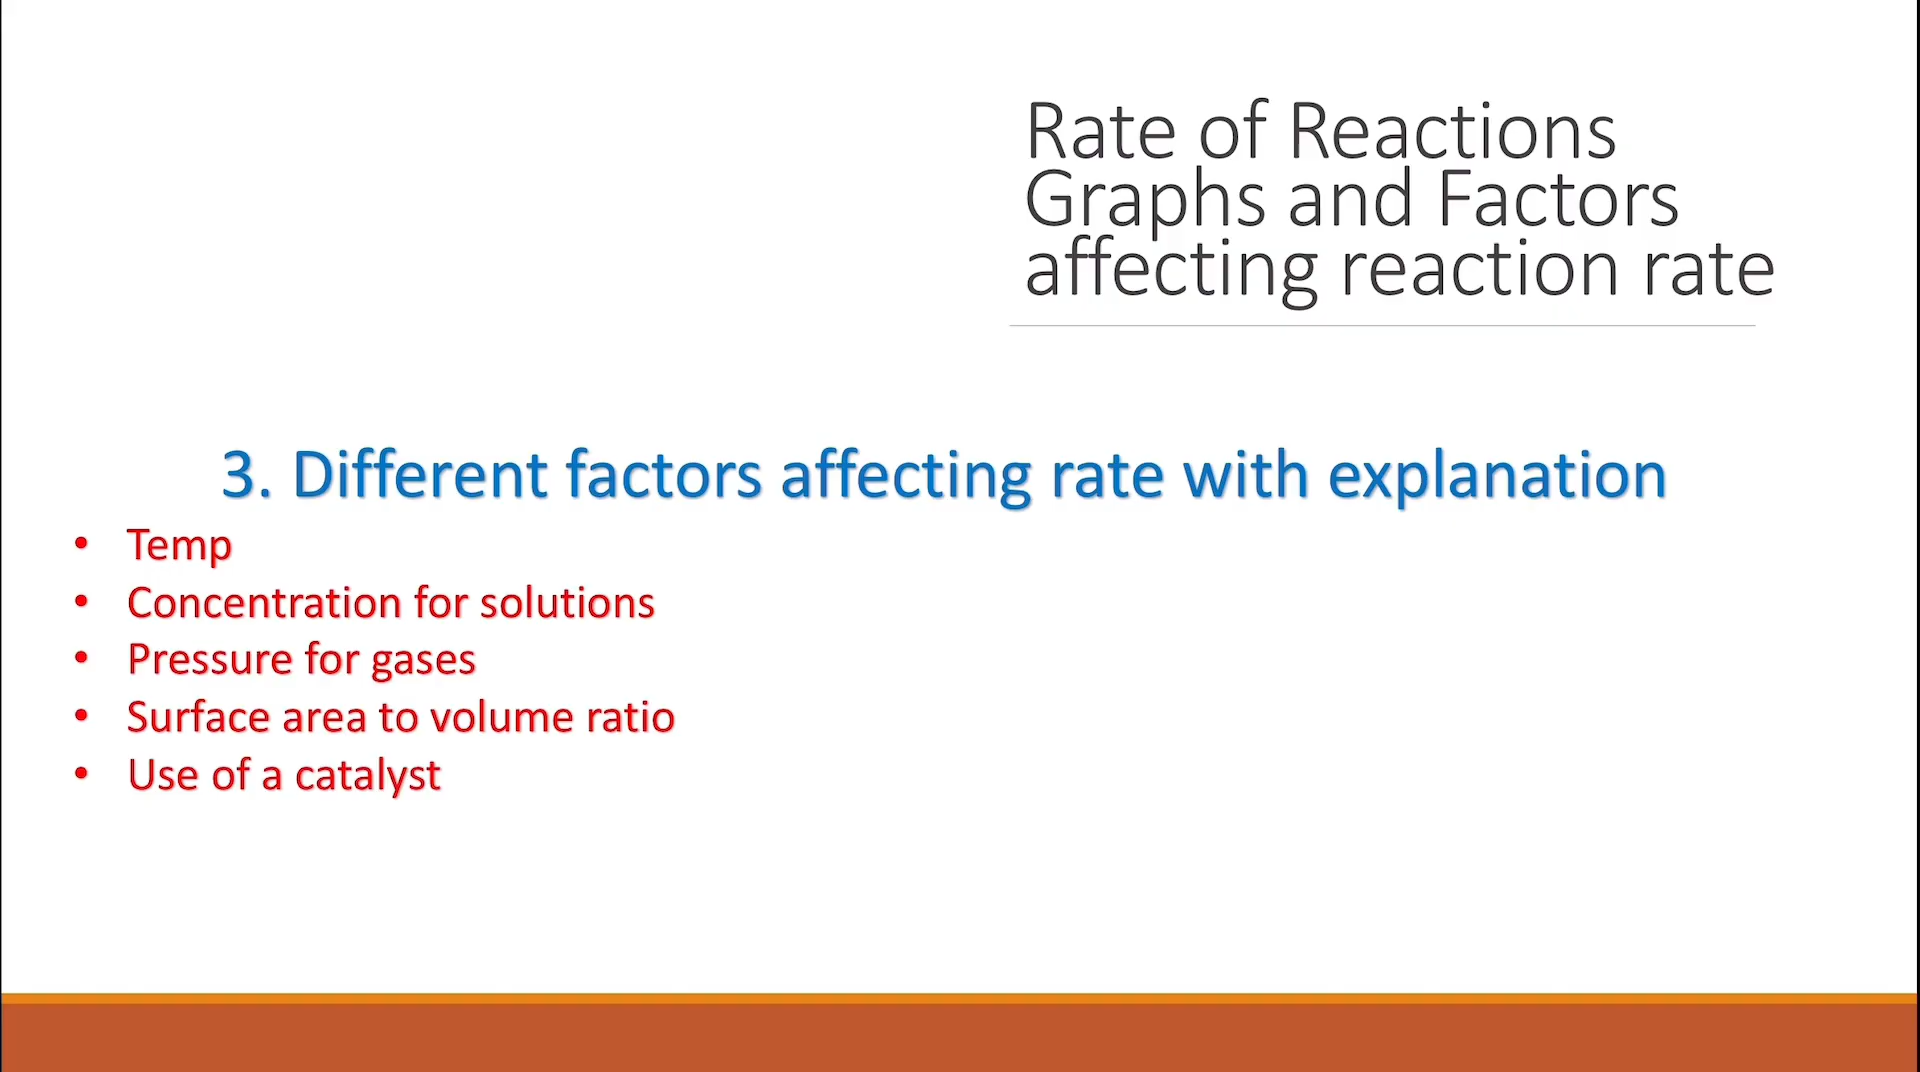 Rate of Reactions
Graphs and Factors
affecting reaction rate
3. Different factors affecting rate with explanation
• Temp
• Concentration for solutions
• Pressure for gases
• Surface area to volume ratio
• Use of a catalyst